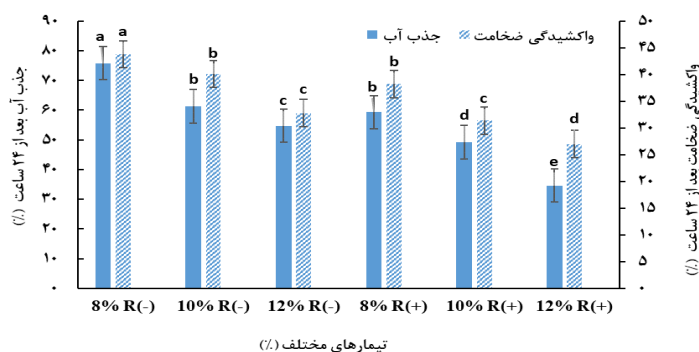 جذب آب
واکشیدگی ضخامت
جذب آب بعد از ۲۴ ساعت (٪)
۹۰
۸۰
۷۰
۶۰
۵۰
۴۰
۳۰
۲۰
۱۰
۰
a a
b b
c c
b b
d c
e d
۵۰
۴۵
۴۰
۳۵
۳۰
۲۵
۲۰
۱۵
۱۰
۵
۰
واکشیدگی ضخامت بعد از ۲۴ ساعت (٪)
8% R(-) 10% R(-) 12% R(-) 8% R(+) 10% R(+) 12% R(+)
تیمارهای مختلف (٪)